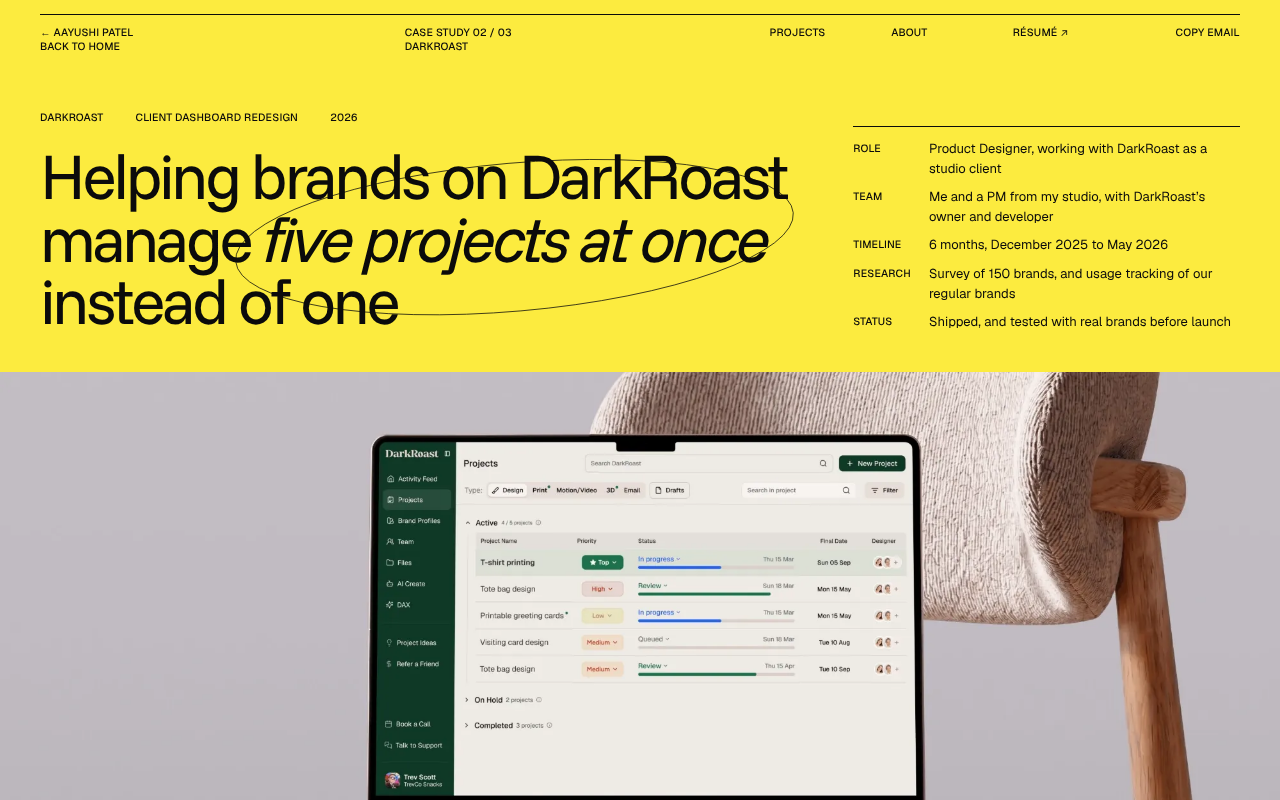 ← AAYUSHI PATEL
BACK TO HOME
CASE STUDY 02 / 03
DARKROAST
PROJECTS
ABOUT
RÉSUMÉ ↗
COPY EMAIL
DARKROAST
CLIENT DASHBOARD REDESIGN
2026
Helping brands on DarkRoast
manage five projects at once
instead of one
ROLE
Product Designer, working with DarkRoast as a
studio client
TEAM
Me and a PM from my studio, with DarkRoast's
owner and developer
TIMELINE
6 months, December 2025 to May 2026
RESEARCH
Survey of 150 brands, and usage tracking of our
regular brands
STATUS
Shipped, and tested with real brands before launch
DarkRoast
Activity Feed
Projects
Brand Profiles
Team
Files
AI Create
DAX
Project Ideas
Refer a Friend
Book a Call
Talk to Support
Trev Scott
TrevCo Snacks
Projects
Search DarkRoast
+ New Project
Type:
Design
Print
Motion/Video
3D
Email
Drafts
Search in project
Filter
Active 4 / 5 projects
Project Name
Priority
Status
Final Date
Designer
T-shirt printing
★ Top
In progress
Thu 15 Mar
Sun 05 Sep
Tote bag design
High
Review
Sun 18 Mar
Mon 15 May
Printable greeting cards
Low
In progress
Thu 15 Mar
Mon 15 May
Visiting card design
Medium
Queued
Sun 18 Mar
Tue 10 Aug
Tote bag design
Medium
Review
Thu 15 Apr
Tue 10 Sep
On Hold 2 projects
Completed 3 projects